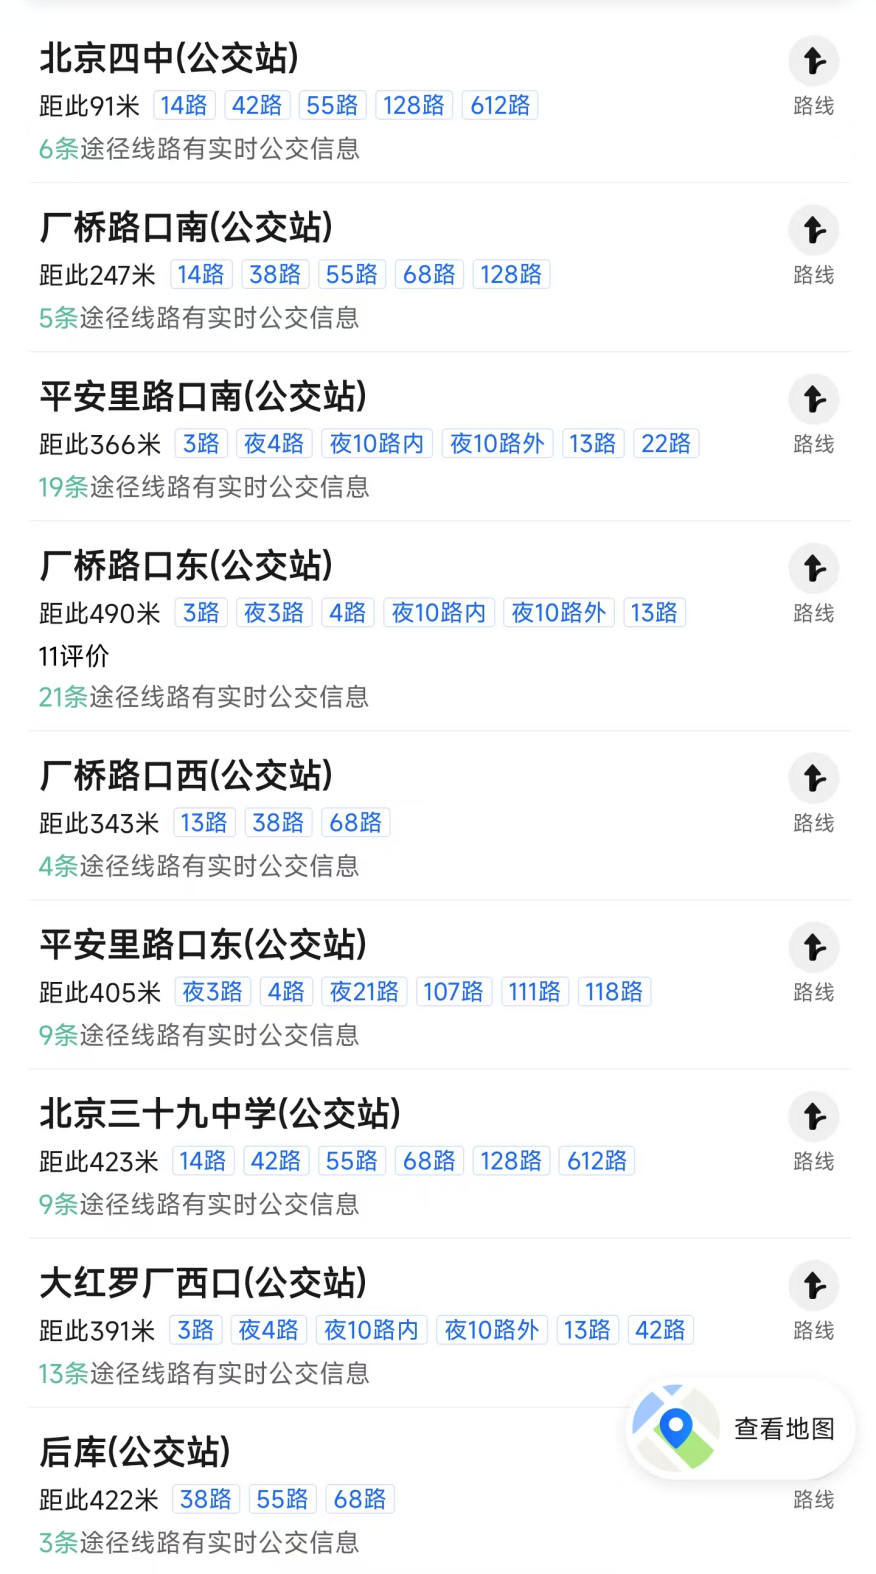 北京四中(公交站)
距此91米 14路 42路 55路 128路 612路
路线
6条途径线路有实时公交信息
厂桥路口南(公交站)
距此247米 14路 38路 55路 68路 128路
路线
5条途径线路有实时公交信息
平安里路口南(公交站)
距此366米 3路 夜4路 夜10路内 夜10路外 13路 22路
路线
19条途径线路有实时公交信息
厂桥路口东(公交站)
距此490米 3路 夜3路 4路 夜10路内 夜10路外 13路
路线
11评价
21条途径线路有实时公交信息
厂桥路口西(公交站)
距此343米 13路 38路 68路
路线
4条途径线路有实时公交信息
平安里路口东(公交站)
距此405米 夜3路 4路 夜21路 107路 111路 118路
路线
9条途径线路有实时公交信息
北京三十九中学(公交站)
距此423米 14路 42路 55路 68路 128路 612路
路线
9条途径线路有实时公交信息
大红罗厂西口(公交站)
距此391米 3路 夜4路 夜10路内 夜10路外 13路 42路
路线
13条途径线路有实时公交信息
查看地图
后库(公交站)
距此422米 38路 55路 68路
路线
3条途径线路有实时公交信息